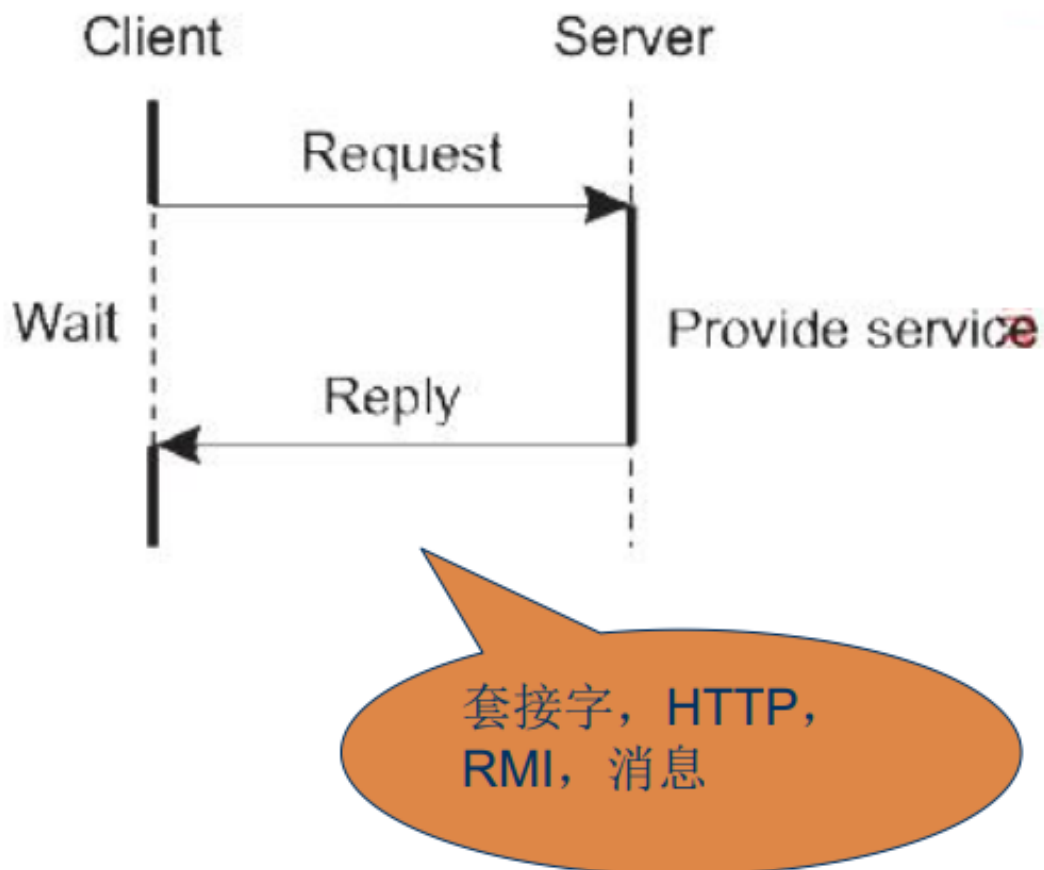 Client Server
Request
Wait
Provide service
Reply
套接字，HTTP，
RMI，消息